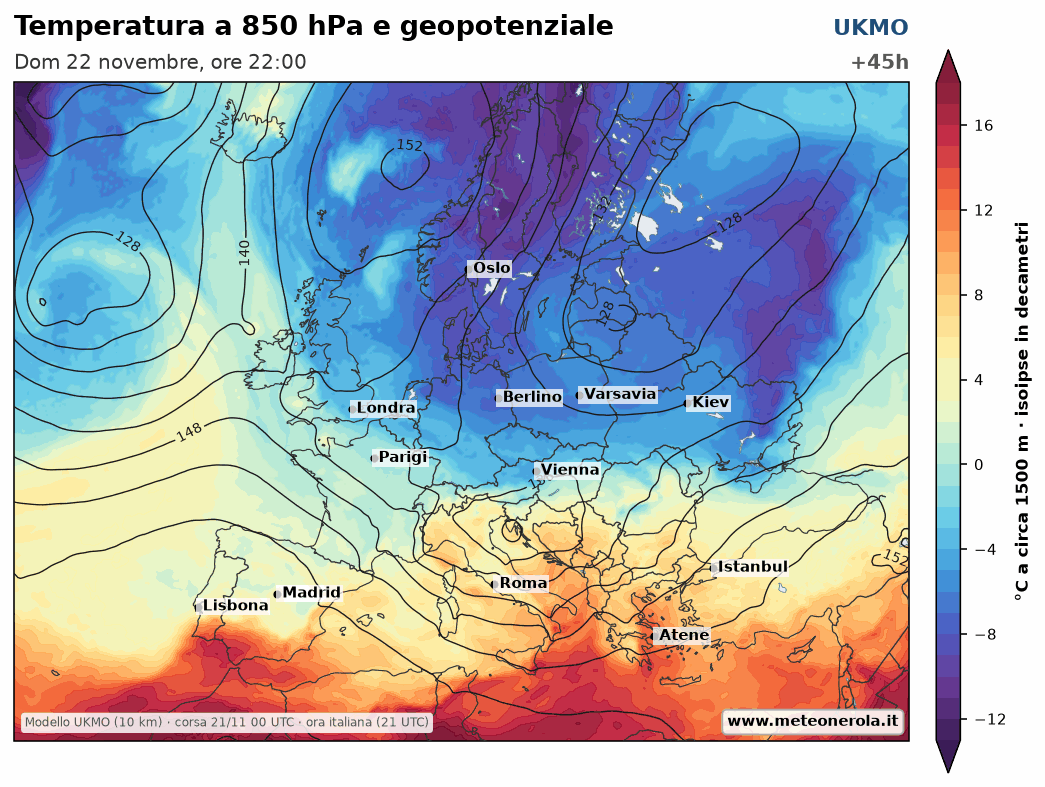 Temperatura a 850 hPa e geopotenziale
UKMO
Dom 22 novembre, ore 22:00
+45h
152
128
140
152
128
128
148
152
Oslo
Londra
Berlino
Varsavia
Kiev
Parigi
Vienna
Istanbul
Roma
Madrid
Lisbona
Atene
Modello UKMO (10 km) · corsa 21/11 00 UTC · ora italiana (21 UTC)
www.meteonerola.it
16
12
8
4
0
−4
−8
−12
°C a circa 1500 m · isoipse in decametri